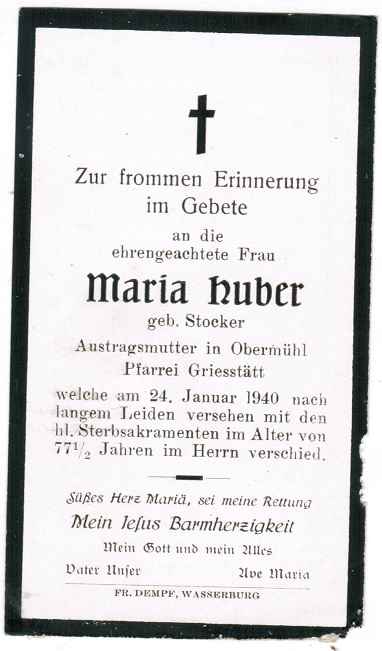 Zur frommen Erinnerung
im Gebete
an die
ehrengeachtete Frau
Maria Huber
geb. Stocker
Austragsmutter in Obermühl
Pfarrei Griesstätt
welche am 24. Januar 1940 nach
langem Leiden versehen mit den
hl. Sterbsakramenten im Alter von
77½ Jahren im Herrn verschied.
Süßes Herz Mariä, sei meine Rettung
Mein Jesus Barmherzigkeit
Mein Gott und mein Alles
Vater Unser Ave Maria
FR. DEMPF, WASSERBURG